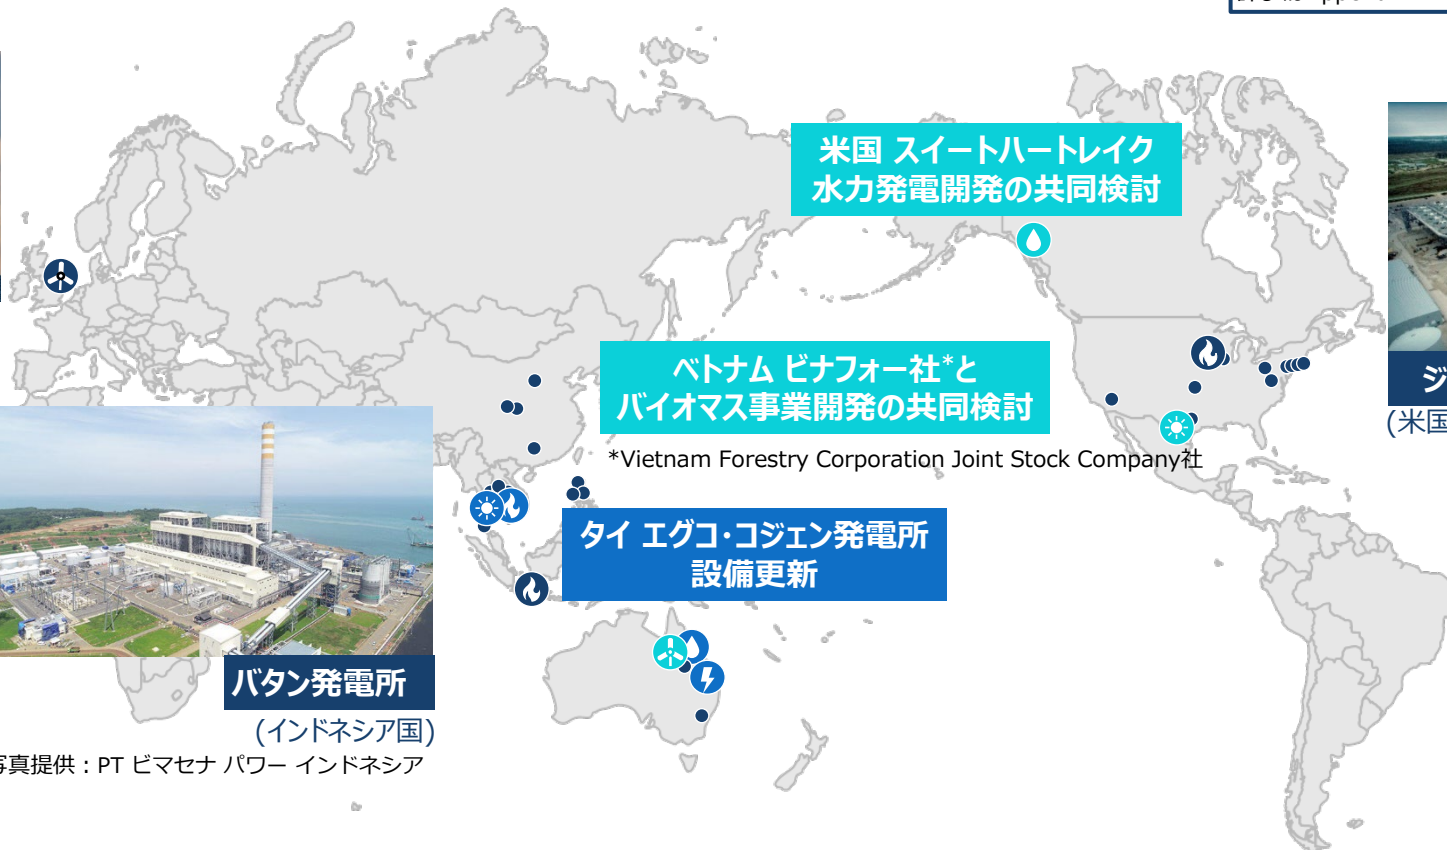 米国 スイートハートレイク
水力発電開発の共同検討
ベトナム ビナフォー社*と
バイオマス事業開発の共同検討
*Vietnam Forestry Corporation Joint Stock Company社
タイ エグコ・コジェン発電所
設備更新
バタン発電所
(インドネシア国)
写真提供：PT ビマセナ パワー インドネシア
ジ
(米国